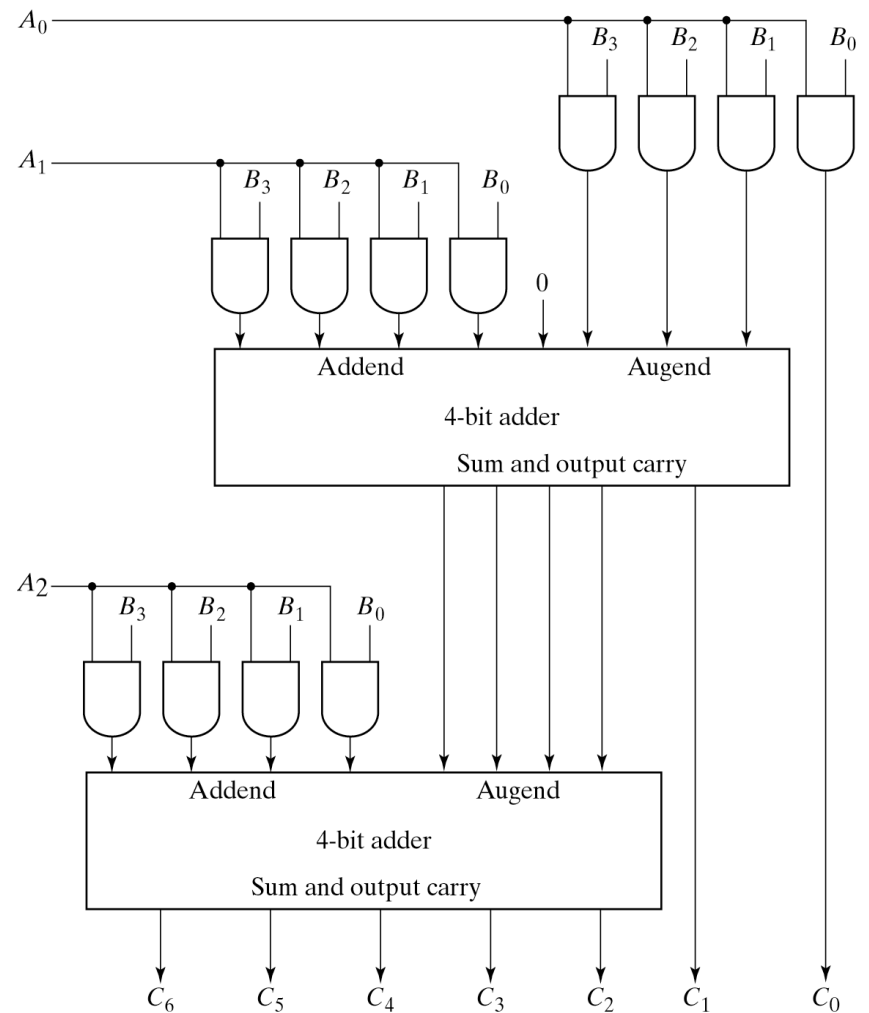 A₀
B₃ B₂ B₁ B₀
A₁
B₃ B₂ B₁ B₀
0
Addend Augend
4-bit adder
Sum and output carry
A₂
B₃ B₂ B₁ B₀
Addend Augend
4-bit adder
Sum and output carry
C₆ C₅ C₄ C₃ C₂ C₁ C₀